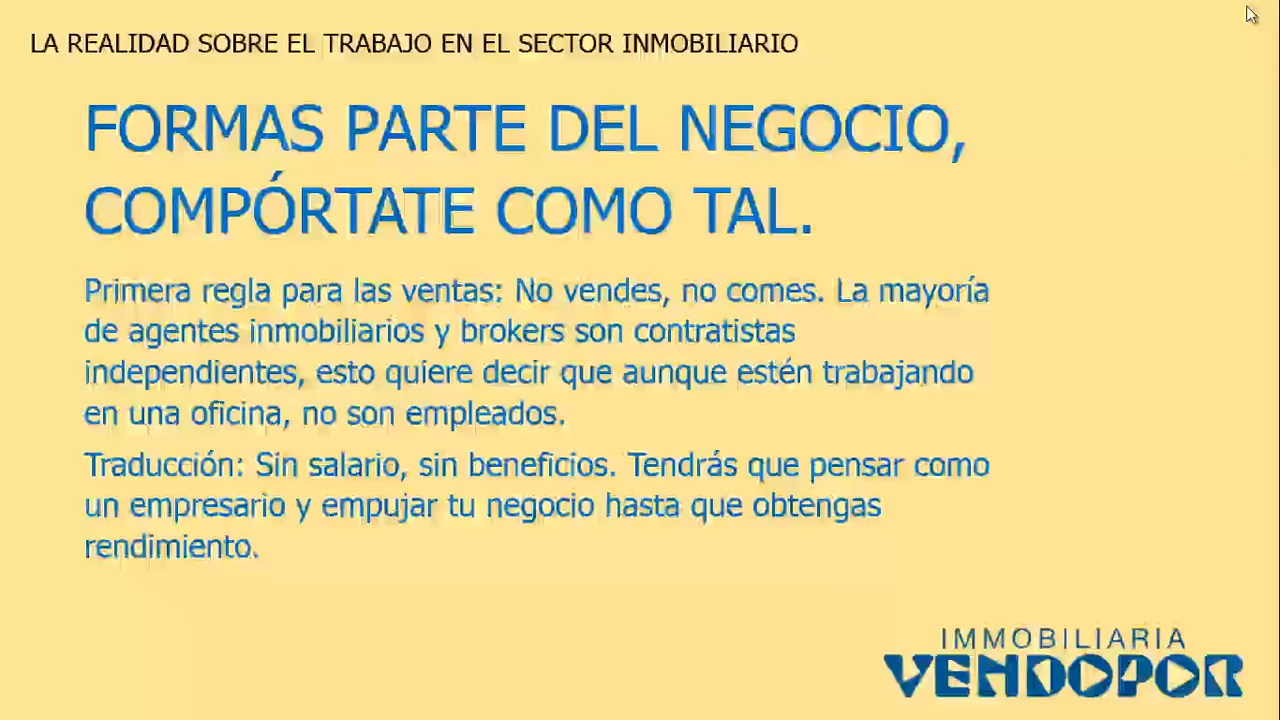 LA REALIDAD SOBRE EL TRABAJO EN EL SECTOR INMOBILIARIO
FORMAS PARTE DEL NEGOCIO,
COMPÓRTATE COMO TAL.
Primera regla para las ventas: No vendes, no comes. La mayoría
de agentes inmobiliarios y brokers son contratistas
independientes, esto quiere decir que aunque estén trabajando
en una oficina, no son empleados.
Traducción: Sin salario, sin beneficios. Tendrás que pensar como
un empresario y empujar tu negocio hasta que obtengas
rendimiento.
IMMOBILIARIA
VENDOPOR